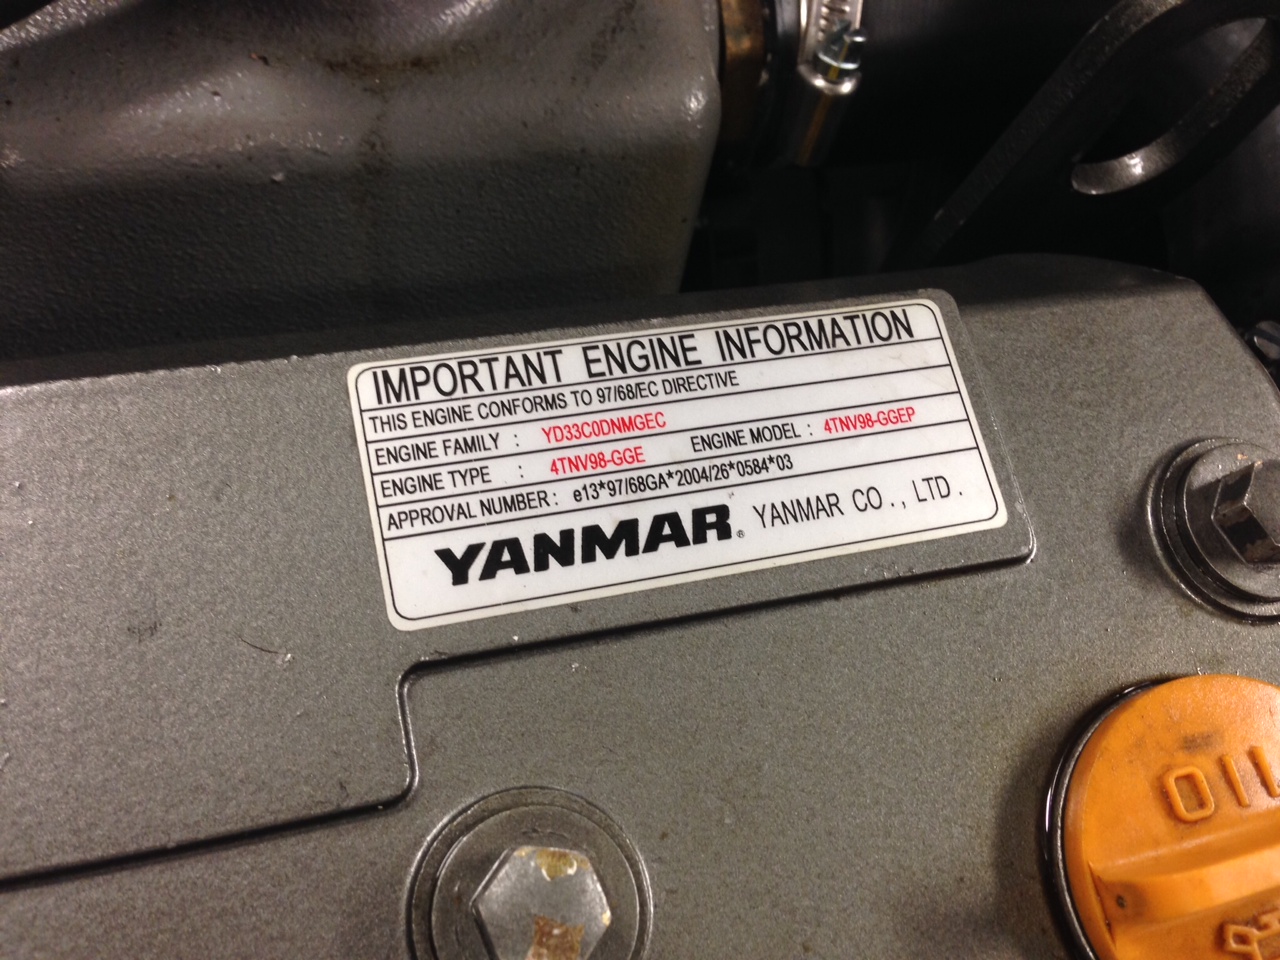 IMPORTANT ENGINE INFORMATION
THIS ENGINE CONFORMS TO 97/68/EC DIRECTIVE
ENGINE FAMILY : YD33C0DNMGEC
ENGINE TYPE : 4TNV98-GGE ENGINE MODEL : 4TNV98-GGEP
APPROVAL NUMBER : e13*97/68GA*2004/26*0584*03
YANMAR® YANMAR CO., LTD.
OIL